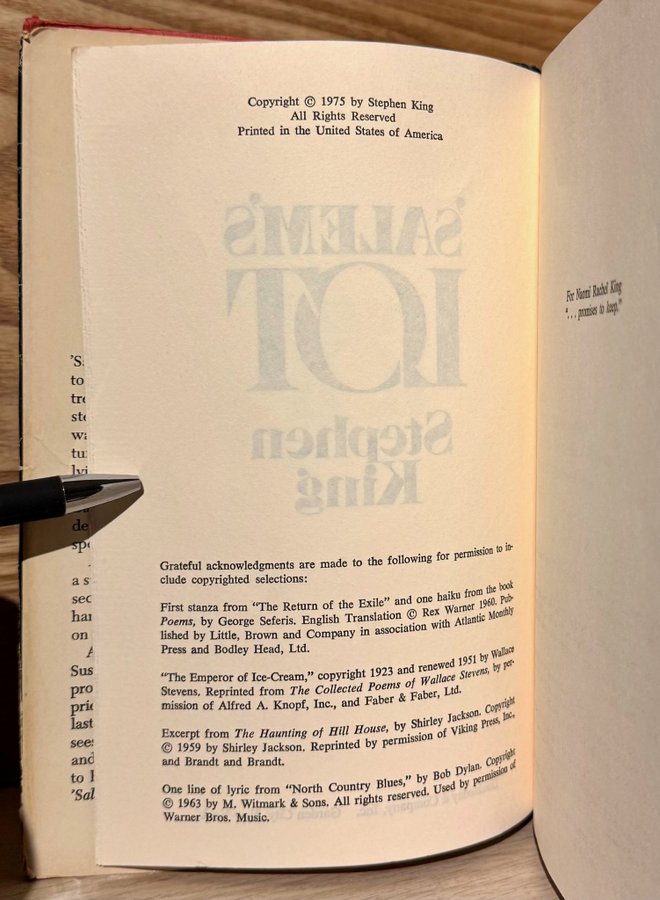 Copyright © 1975 by Stephen King
All Rights Reserved
Printed in the United States of America
'SALEM'S
LOT
Stephen
King
Grateful acknowledgments are made to the following for permission to in-
clude copyrighted selections:
First stanza from “The Return of the Exile” and one haiku from the book
Poems, by George Seferis. English Translation © Rex Warner 1960. Pub-
lished by Little, Brown and Company in association with Atlantic Monthly
Press and Bodley Head, Ltd.
“The Emperor of Ice-Cream,” copyright 1923 and renewed 1951 by Wallace
Stevens. Reprinted from The Collected Poems of Wallace Stevens, by per-
mission of Alfred A. Knopf, Inc., and Faber & Faber, Ltd.
Excerpt from The Haunting of Hill House, by Shirley Jackson. Copyright
© 1959 by Shirley Jackson. Reprinted by permission of Viking Press, Inc.,
and Brandt and Brandt.
One line of lyric from “North Country Blues,” by Bob Dylan. Copyright
© 1963 by M. Witmark & Sons. All rights reserved. Used by permission of
Warner Bros. Music.
For Naomi Rachel King
“. . . promises to keep.”